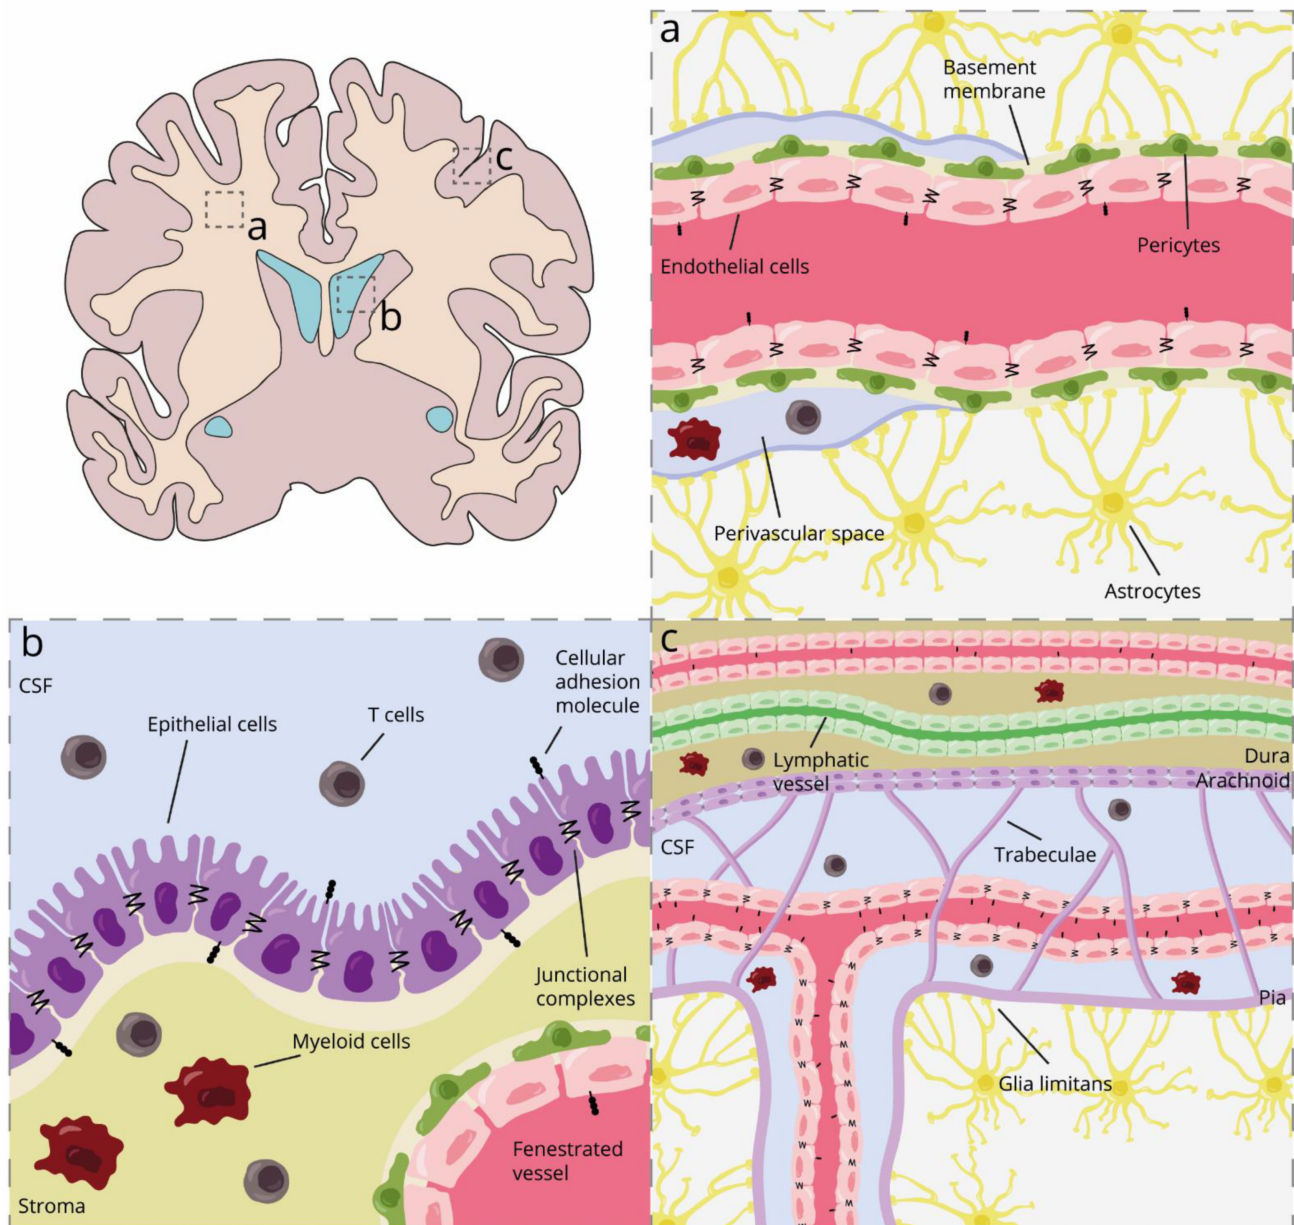 a
b
c
a
Basement
membrane
Pericytes
Endothelial cells
Perivascular space
Astrocytes
b
CSF
Epithelial cells
T cells
Cellular
adhesion
molecule
Junctional
complexes
Myeloid cells
Fenestrated
vessel
Stroma
c
Lymphatic
vessel
Dura
Arachnoid
CSF
Trabeculae
Pia
Glia limitans